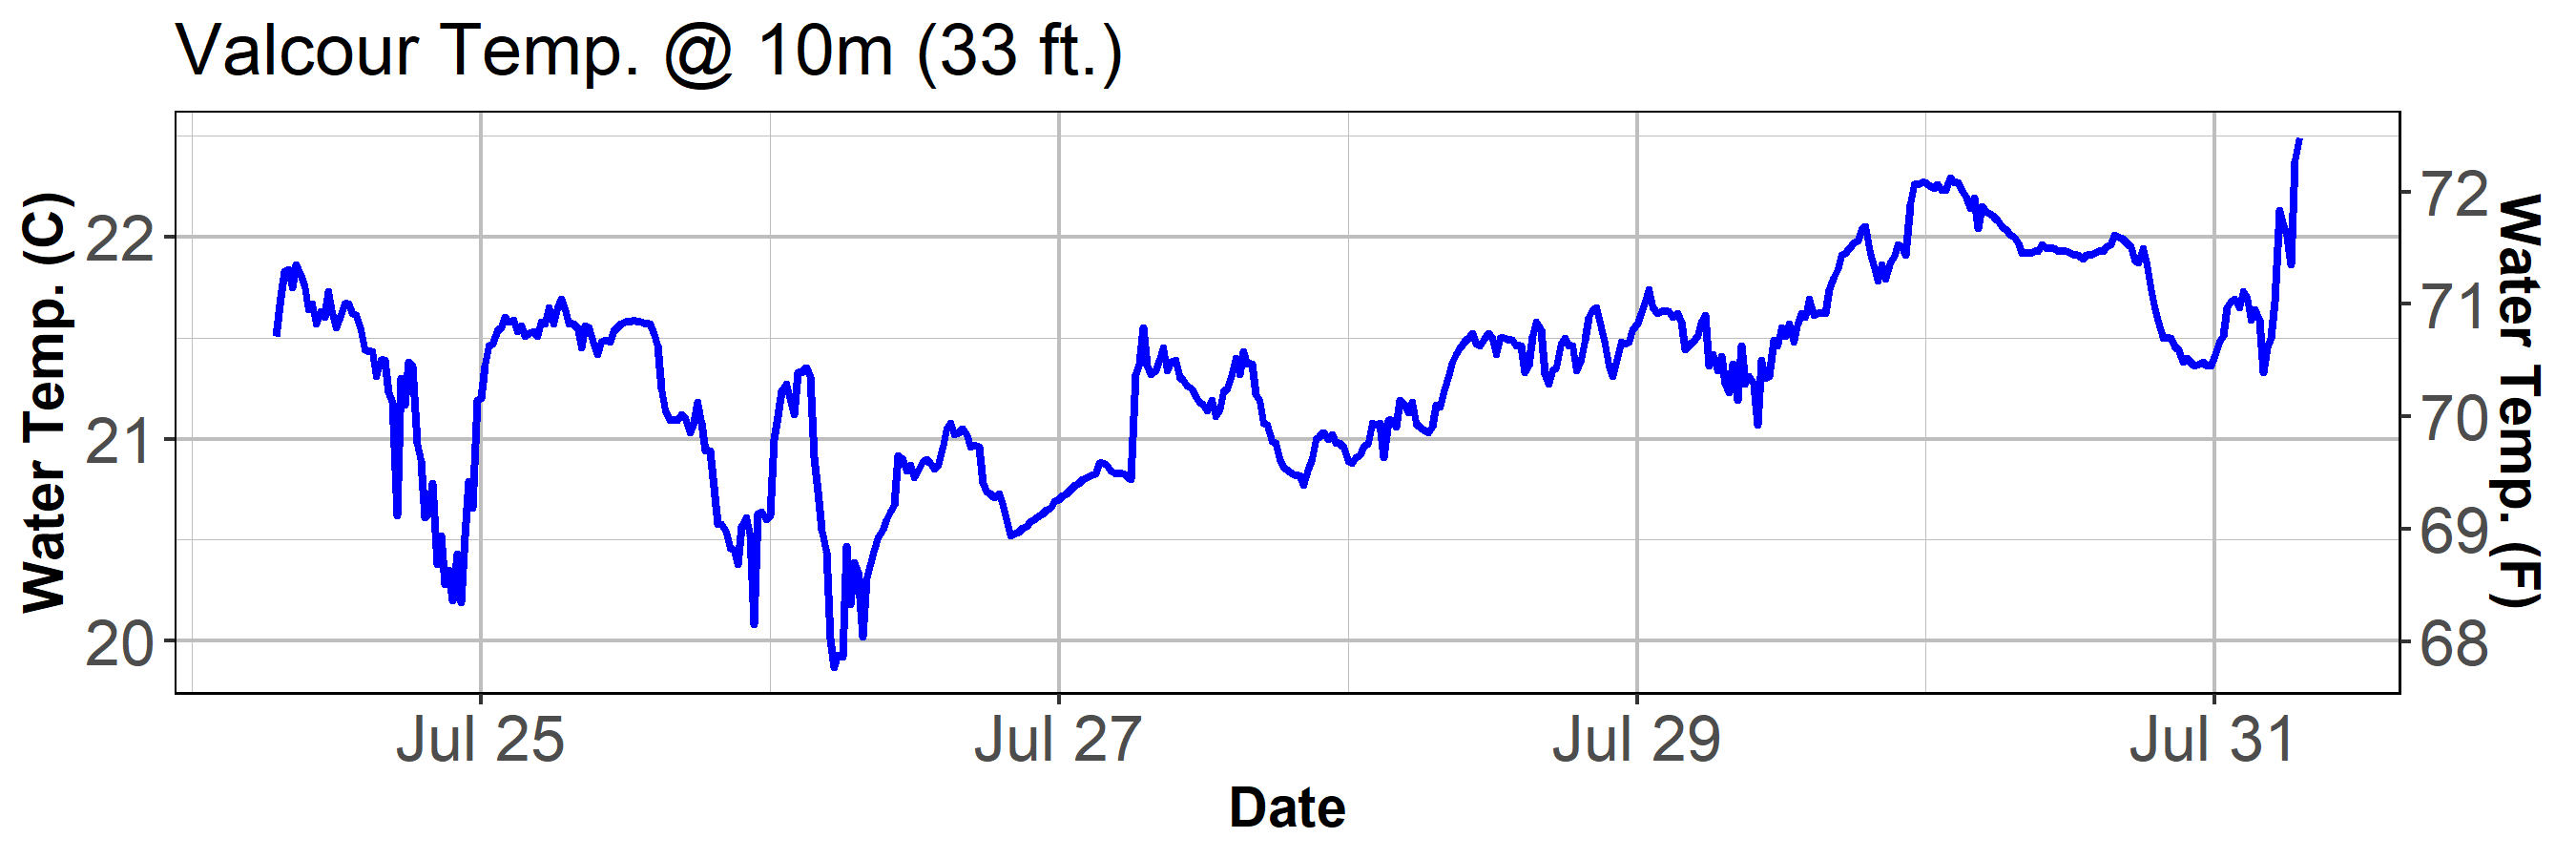 Valcour Temp. @ 10m (33 ft.)
Water Temp. (C)
22
21
20
72
71
70
69
68
Water Temp. (F)
Jul 25
Jul 27
Jul 29
Jul 31
Date